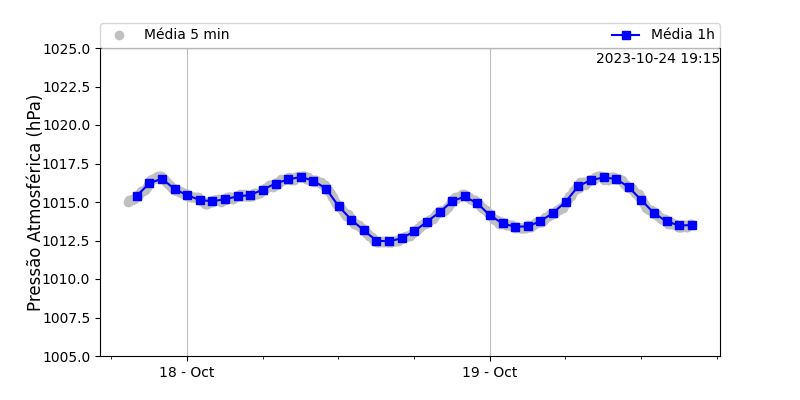 Média 5 min
Média 1h
2023-10-24 19:15
Pressão Atmosférica (hPa)
1025.0
1022.5
1020.0
1017.5
1015.0
1012.5
1010.0
1007.5
1005.0
18 - Oct
19 - Oct